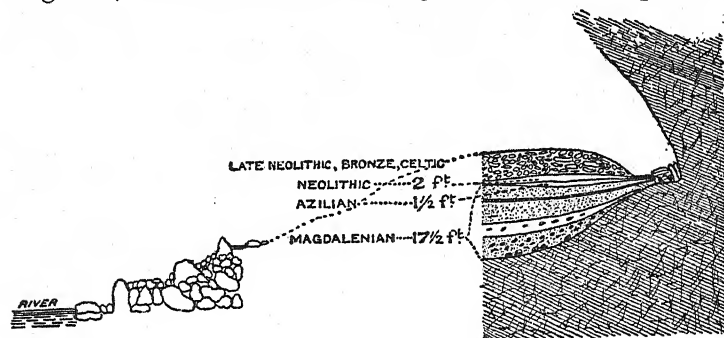 LATE NEOLITHIC, BRONZE, CELTIC
NEOLITHIC ------ 2 ft
AZILIAN ------ 1½ ft
MAGDALENIAN ---- 17½ ft
RIVER